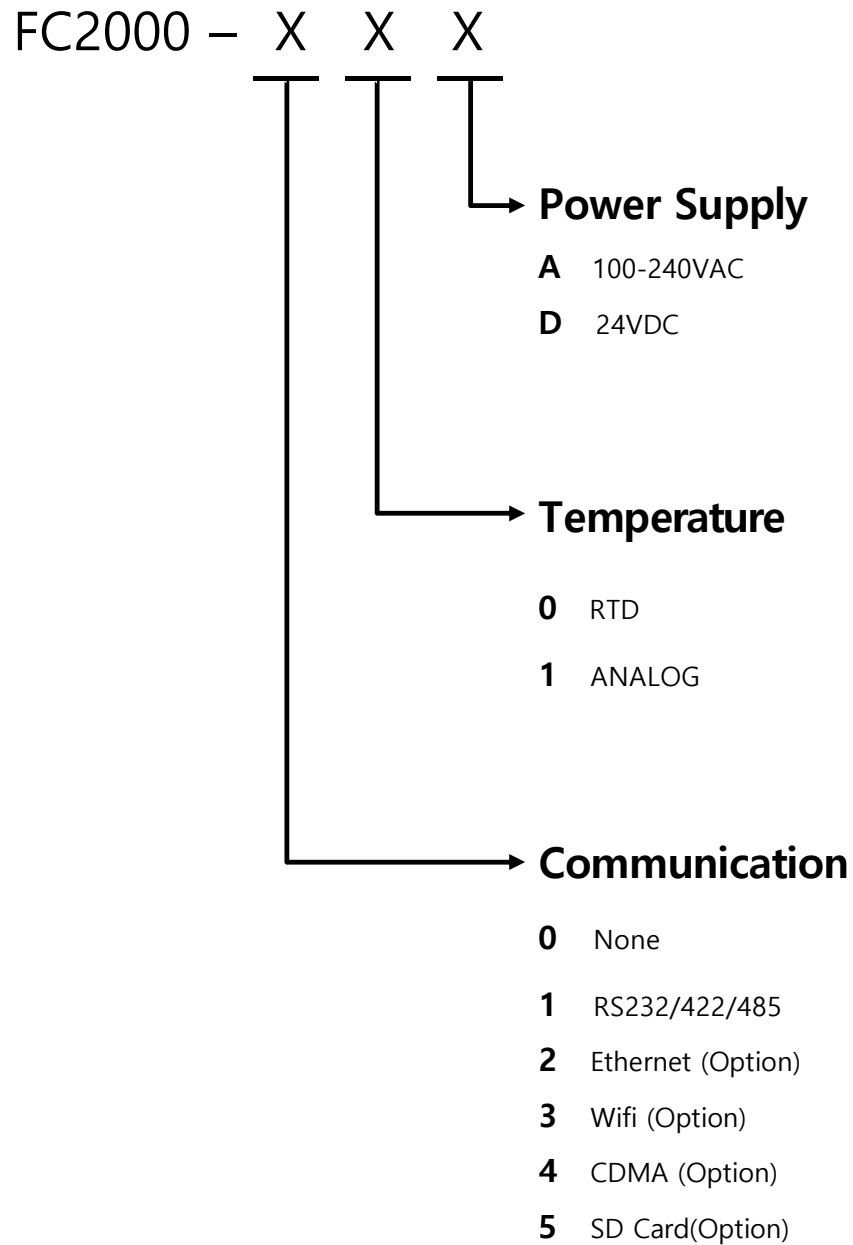 FC2000 – X X X
Power Supply
A 100-240VAC
D 24VDC
Temperature
0 RTD
1 ANALOG
Communication
0 None
1 RS232/422/485
2 Ethernet (Option)
3 Wifi (Option)
4 CDMA (Option)
5 SD Card(Option)